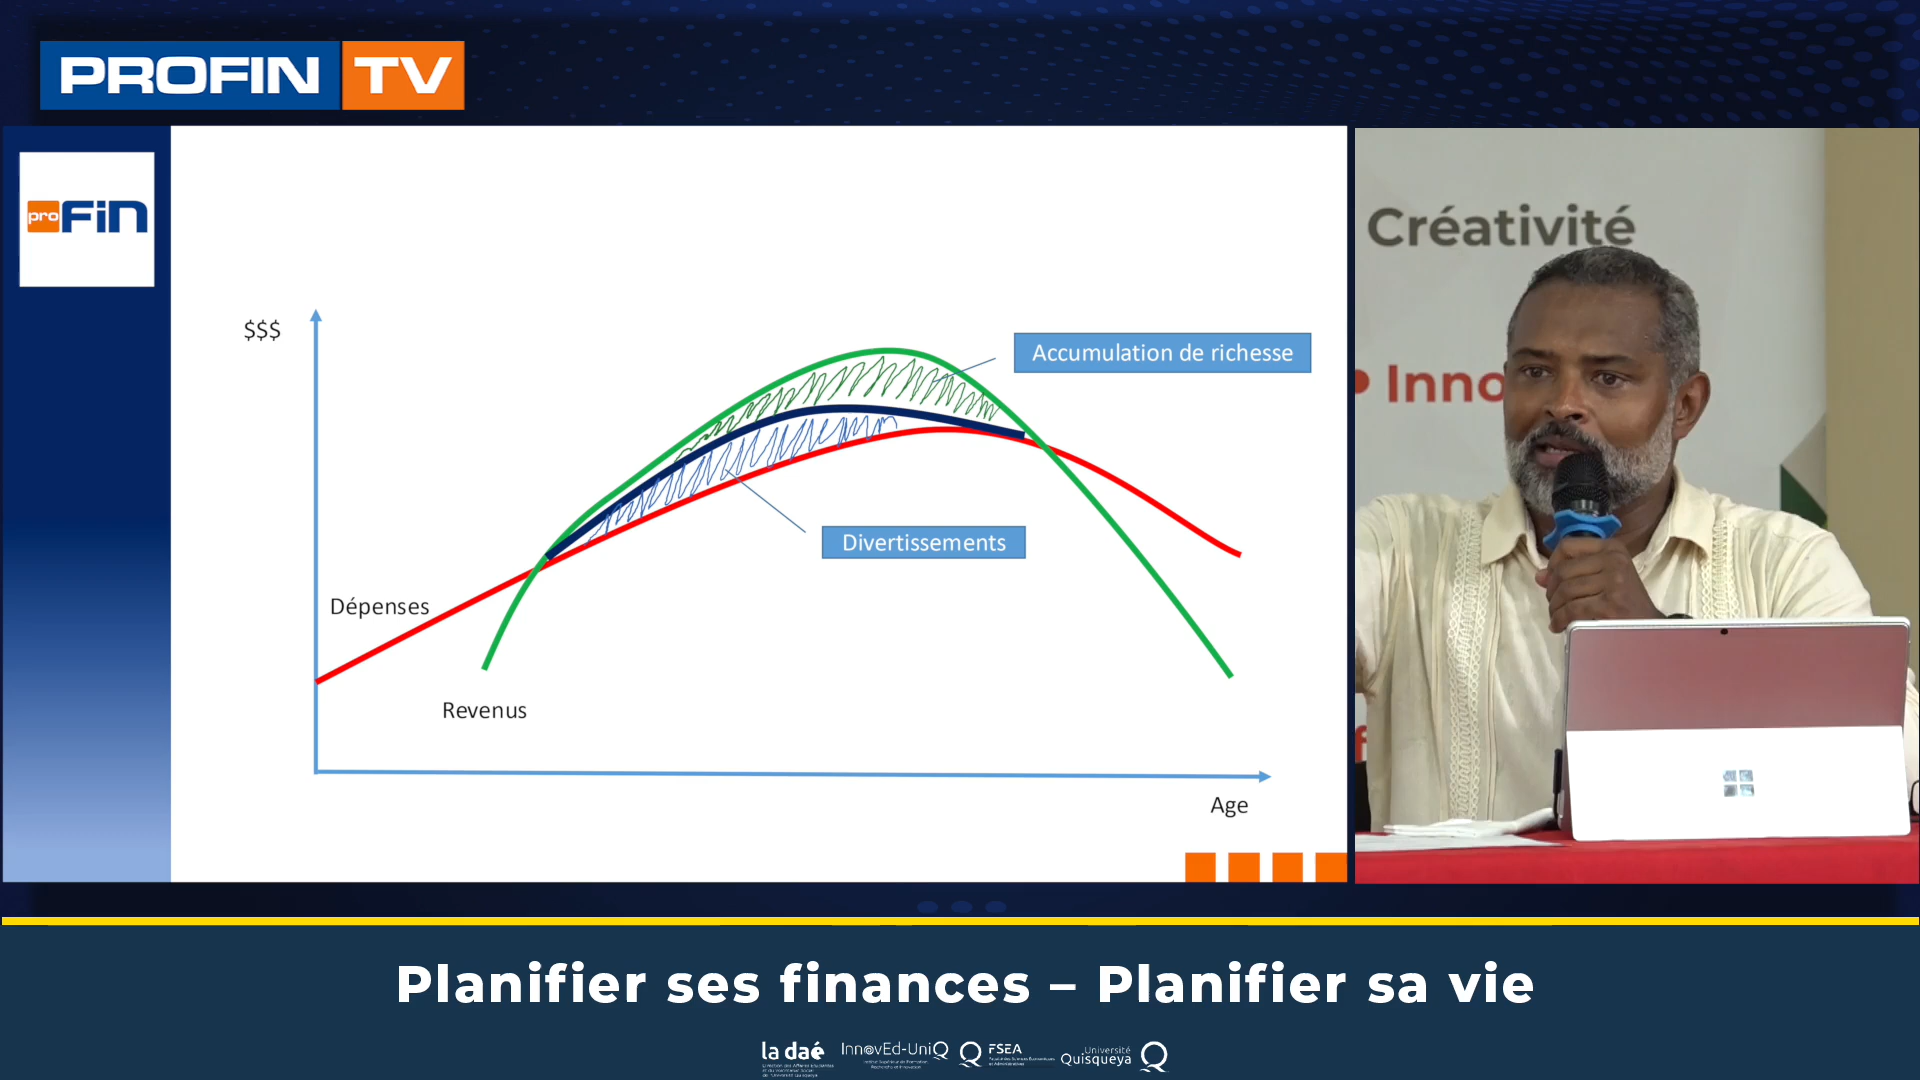 PROFIN TV
proFin
$$$
Accumulation de richesse
Divertissements
Dépenses
Revenus
Age
Créativité
Inno
Planifier ses finances – Planifier sa vie
la daé
InnovEd-UniQ
FSEA
Université
Quisqueya